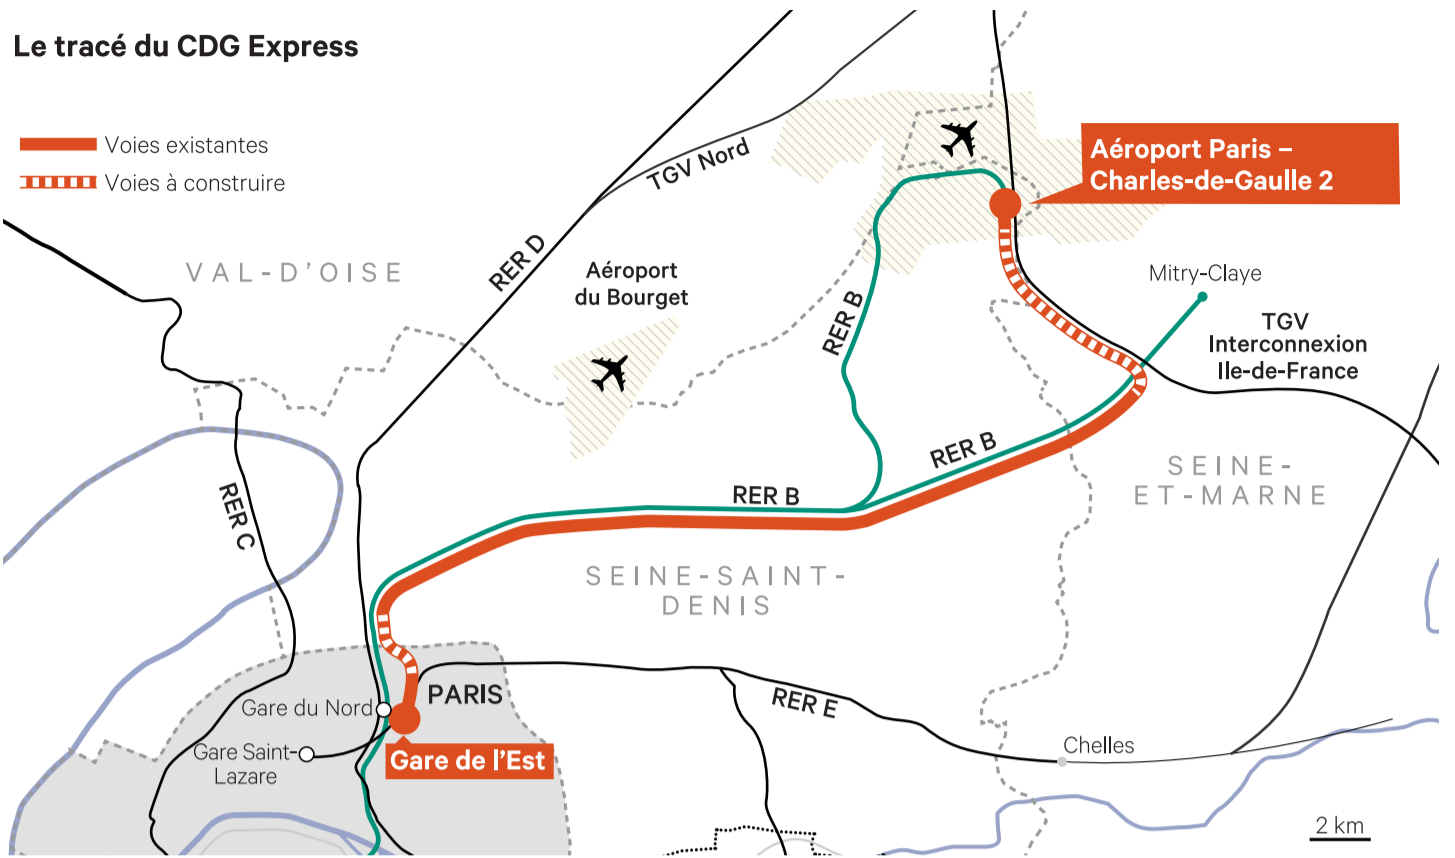 Le tracé du CDG Express
Voies existantes
Voies à construire
TGV Nord
Aéroport Paris –
Charles-de-Gaulle 2
RER D
VAL-D'OISE
Aéroport
du Bourget
RER B
Mitry-Claye
TGV
Interconnexion
Ile-de-France
RER B
SEINE-
ET-MARNE
RER C
RER B
SEINE-SAINT-
DENIS
PARIS
Gare du Nord
RER E
Gare Saint-
Lazare
Gare de l'Est
Chelles
2 km